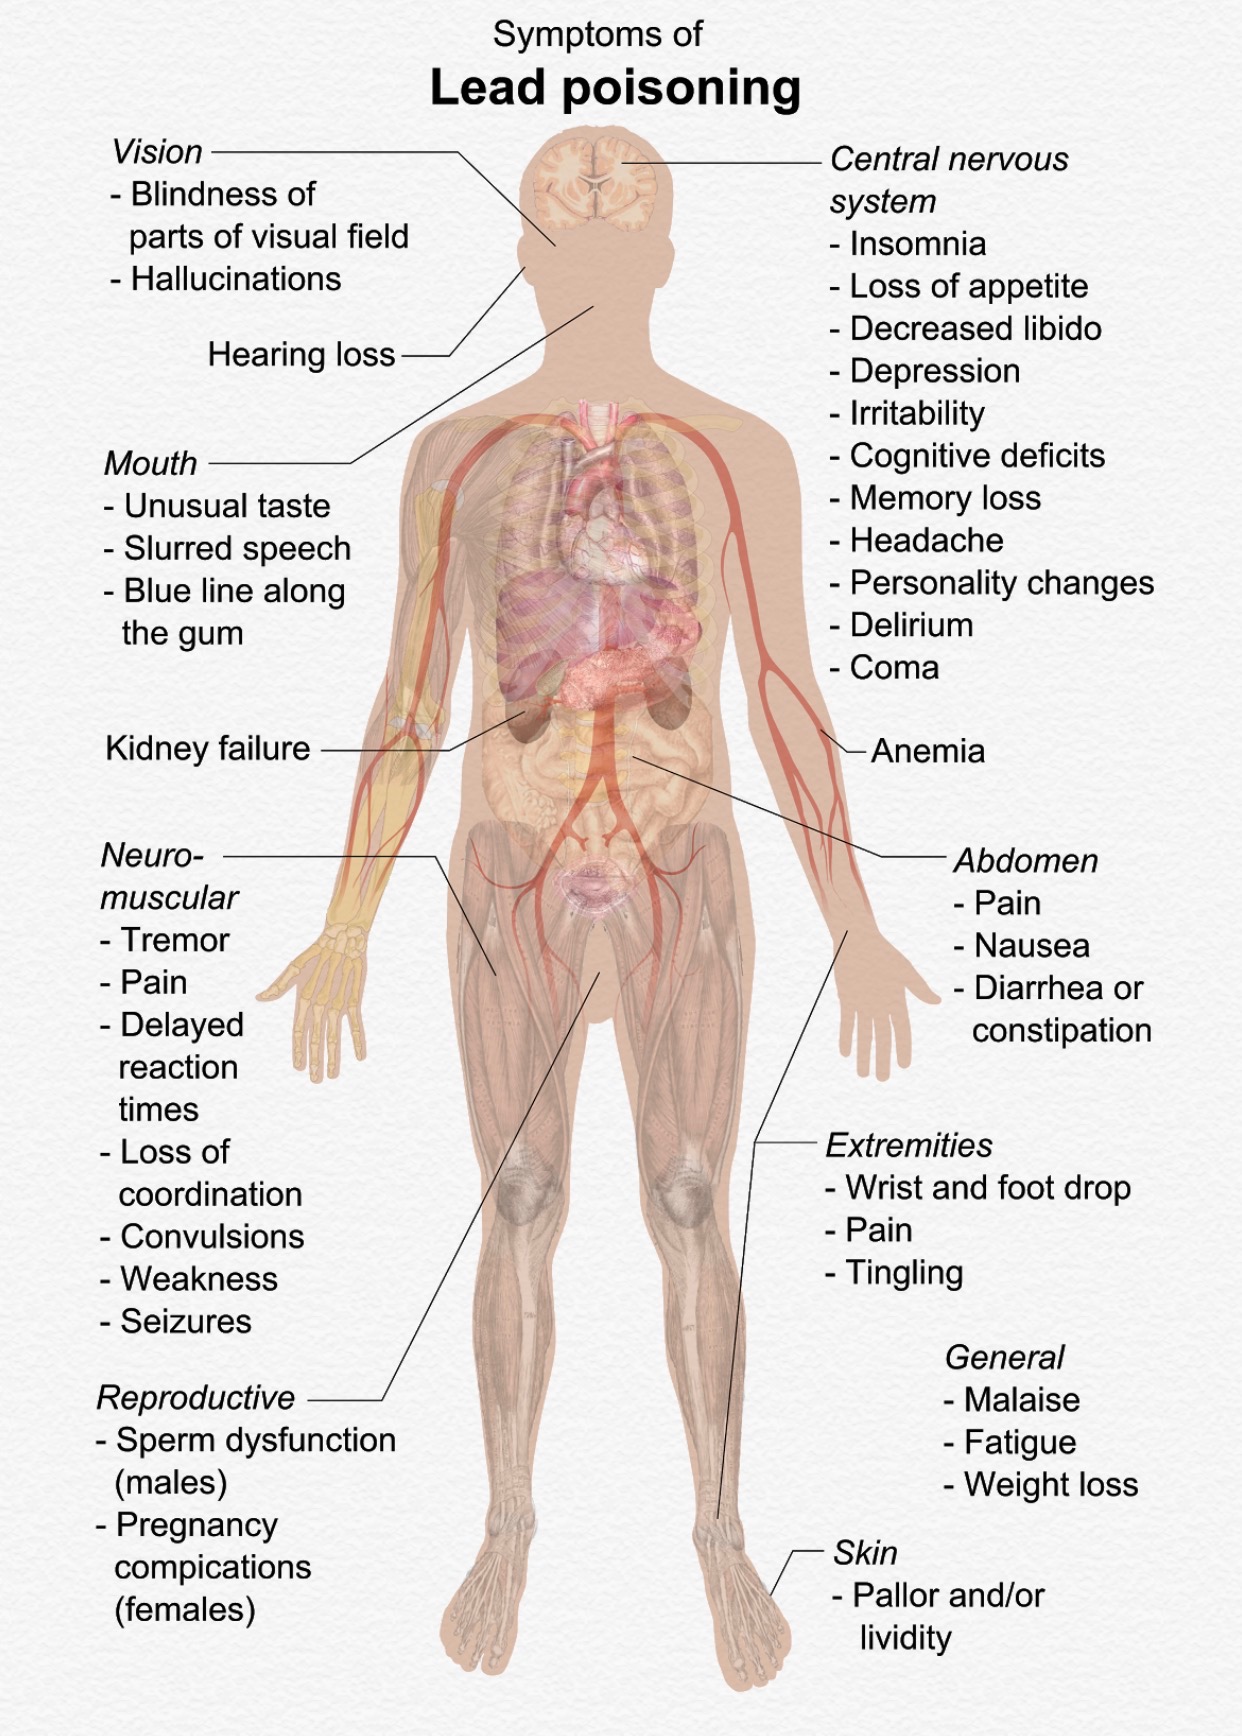 Symptoms of
Lead poisoning
Vision
- Blindness of
parts of visual field
- Hallucinations
Hearing loss
Mouth
- Unusual taste
- Slurred speech
- Blue line along
the gum
Kidney failure
Neuro-
muscular
- Tremor
- Pain
- Delayed
reaction
times
- Loss of
coordination
- Convulsions
- Weakness
- Seizures
Reproductive
- Sperm dysfunction
(males)
- Pregnancy
compications
(females)
Central nervous
system
- Insomnia
- Loss of appetite
- Decreased libido
- Depression
- Irritability
- Cognitive deficits
- Memory loss
- Headache
- Personality changes
- Delirium
- Coma
Anemia
Abdomen
- Pain
- Nausea
- Diarrhea or
constipation
Extremities
- Wrist and foot drop
- Pain
- Tingling
General
- Malaise
- Fatigue
- Weight loss
Skin
- Pallor and/or
lividity